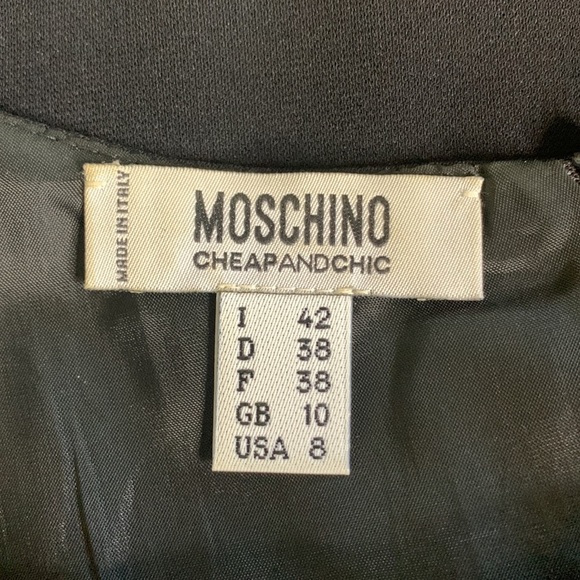 MADE IN ITALY
MOSCHINO
CHEAPANDCHIC
I 42
D 38
F 38
GB 10
USA 8